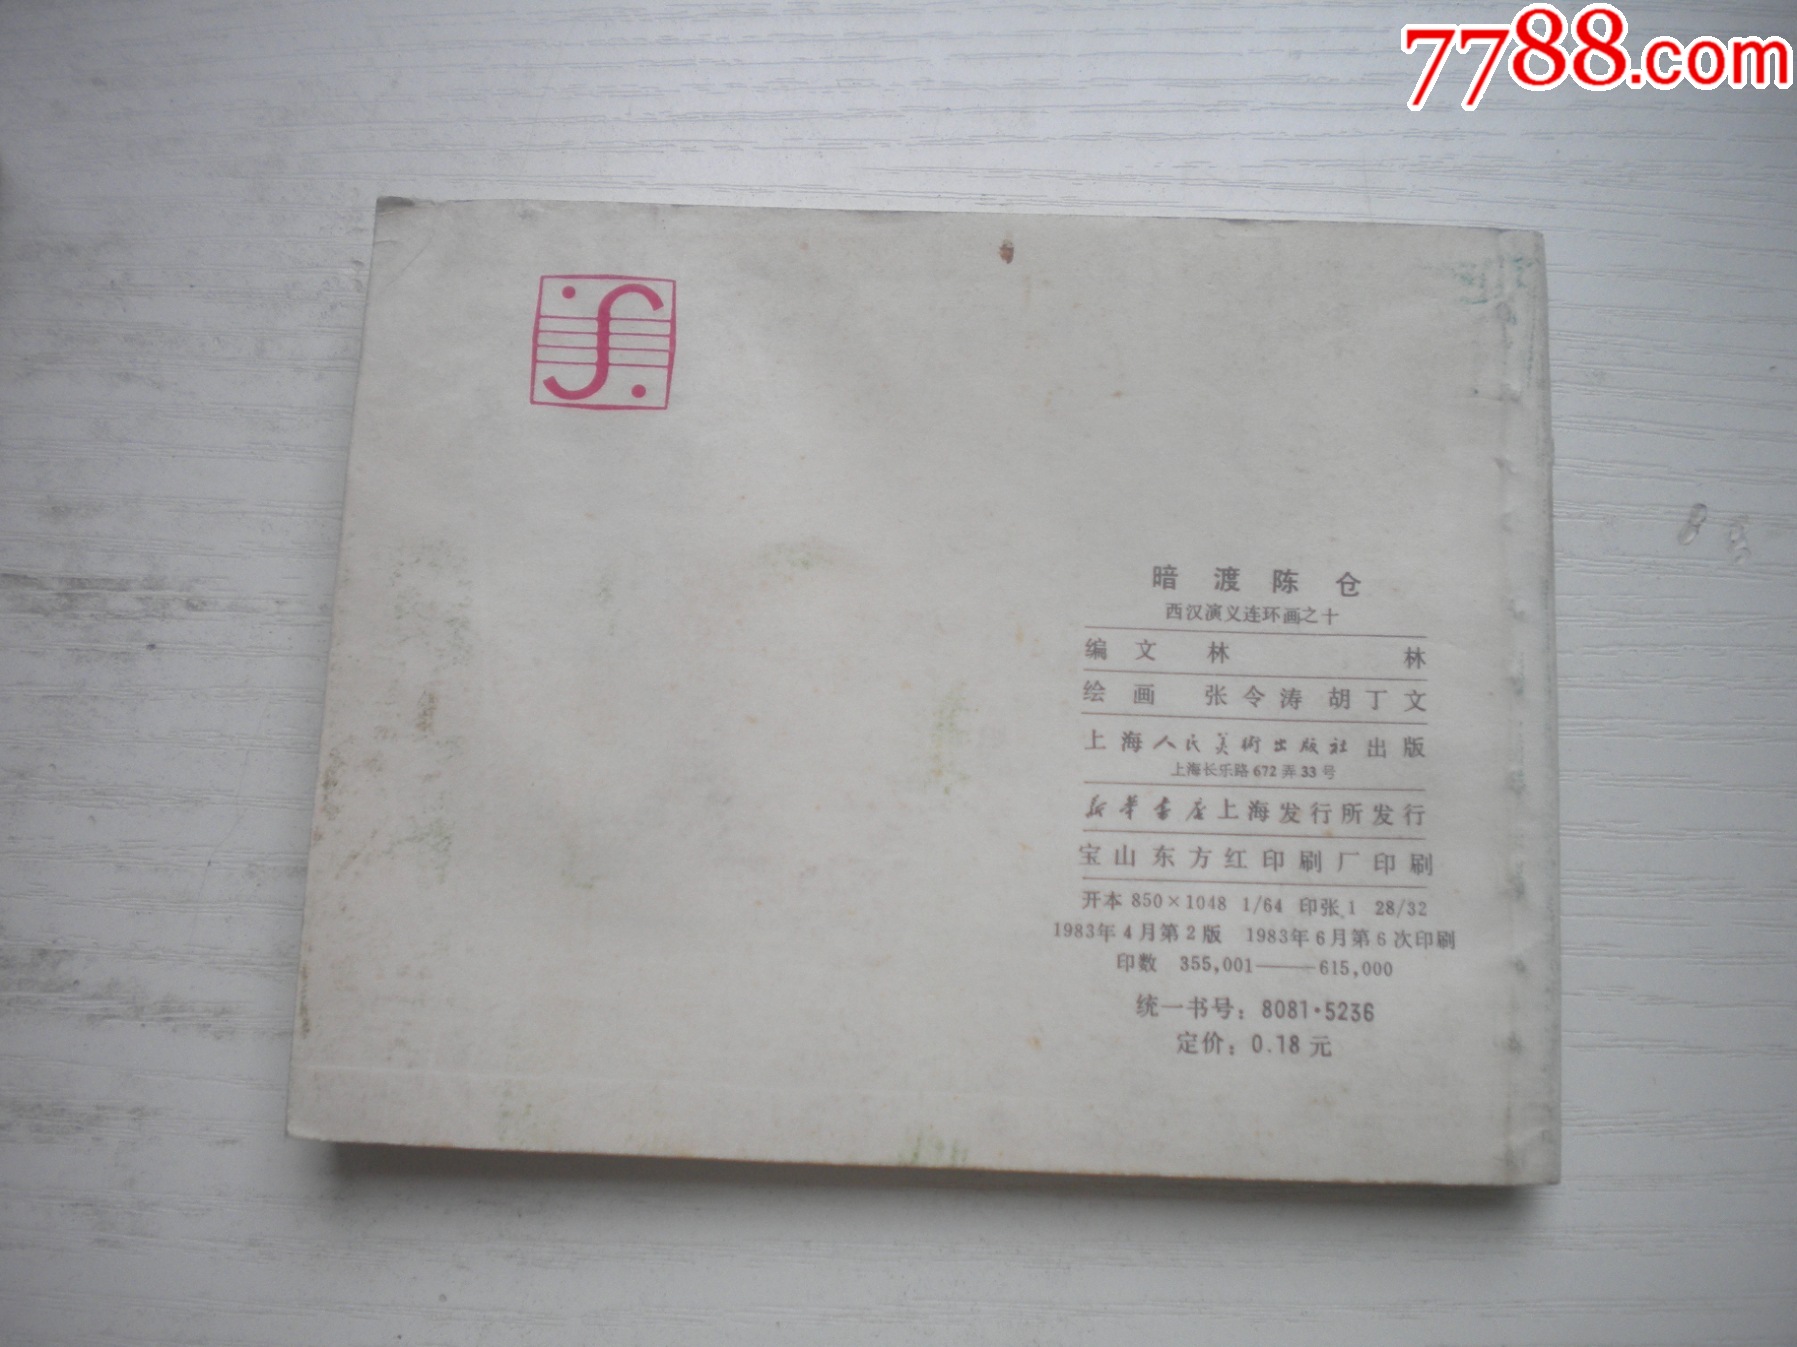 7788.com
暗渡陈仓
西汉演义连环画之十
编文 林林
绘画 张令涛 胡丁文
上海人民美術出版社出版
上海长乐路672弄33号
新华书店上海发行所发行
宝山东方红印刷厂印刷
开本 850×1048 1/64 印张 1 28/32
1983年4月第2版 1983年6月第6次印刷
印数 355,001——615,000
统一书号：8081·5236
定价：0.18元